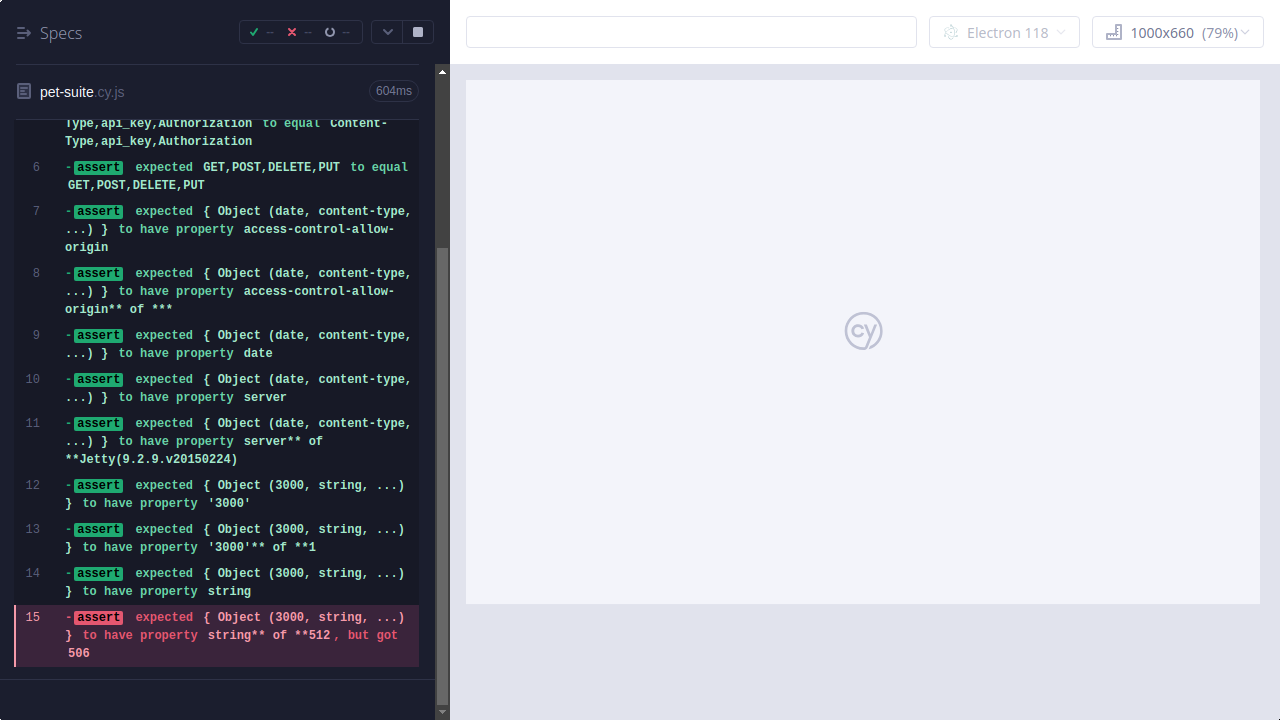 Specs
--
--
--
Electron 118
1000x660 (79%)
pet-suite.cy.js
604ms
Type,api_key,Authorization to equal Content-
Type,api_key,Authorization
6 -assert expected GET,POST,DELETE,PUT to equal
GET,POST,DELETE,PUT
7 -assert expected { Object (date, content-type,
...) } to have property access-control-allow-
origin
8 -assert expected { Object (date, content-type,
...) } to have property access-control-allow-
origin** of ***
9 -assert expected { Object (date, content-type,
...) } to have property date
10 -assert expected { Object (date, content-type,
...) } to have property server
11 -assert expected { Object (date, content-type,
...) } to have property server** of
**Jetty(9.2.9.v20150224)
12 -assert expected { Object (3000, string, ...)
} to have property '3000'
13 -assert expected { Object (3000, string, ...)
} to have property '3000'** of **1
14 -assert expected { Object (3000, string, ...)
} to have property string
15 -assert expected { Object (3000, string, ...)
} to have property string** of **512, but got
506
cy